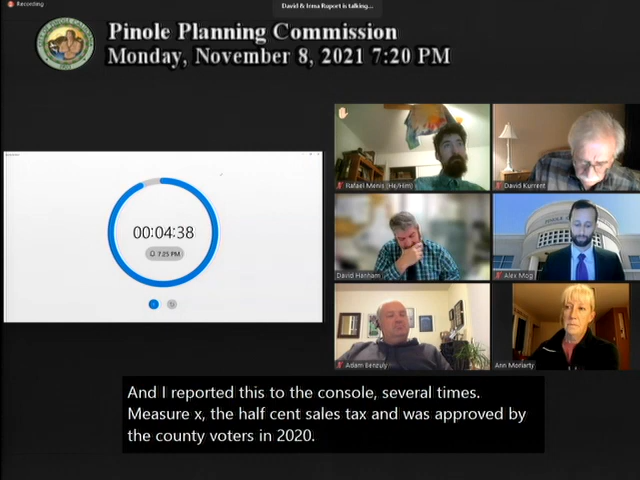 Recording
David & Irma Ruport is talking...
Pinole Planning Commission
Monday, November 8, 2021 7:20 PM
00:04:38
7:25 PM
Rafael Menis (He/Him)
David Kurrent
David Hanham
Alex Mog
Adam Benzuly
Ann Moriarty
And I reported this to the console, several times.
Measure x, the half cent sales tax and was approved by
the county voters in 2020.